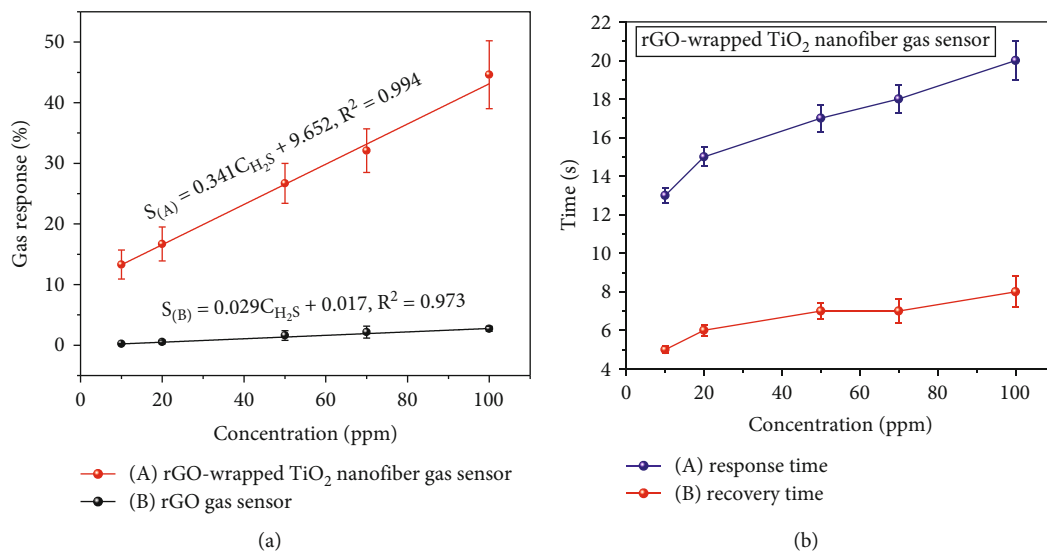 (a)
Gas response (%)
50
40
30
20
10
0
S(A) = 0.341C_H₂S + 9.652, R² = 0.994
S(B) = 0.029C_H₂S + 0.017, R² = 0.973
0 20 40 60 80 100
Concentration (ppm)
(A) rGO-wrapped TiO₂ nanofiber gas sensor
(B) rGO gas sensor
(a)
rGO-wrapped TiO₂ nanofiber gas sensor
Time (s)
22
20
18
16
14
12
10
8
6
4
0 20 40 60 80 100
Concentration (ppm)
(A) response time
(B) recovery time
(b)